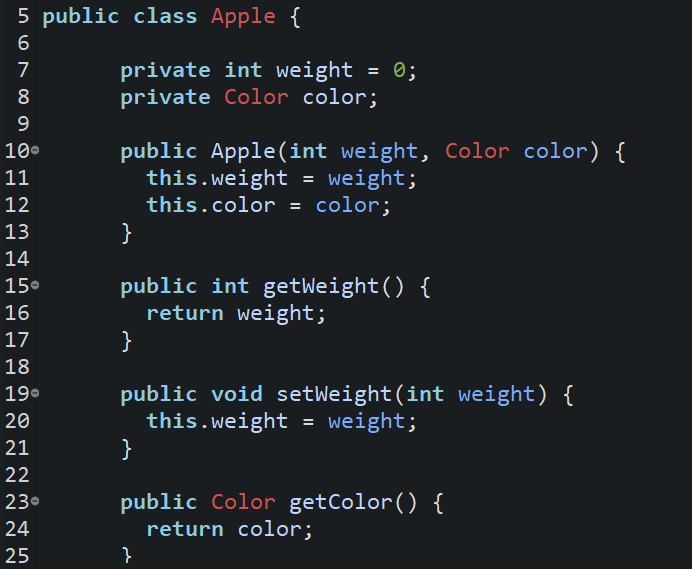 5 public class Apple {
6
7 private int weight = 0;
8 private Color color;
9
10 public Apple(int weight, Color color) {
11 this.weight = weight;
12 this.color = color;
13 }
14
15 public int getWeight() {
16 return weight;
17 }
18
19 public void setWeight(int weight) {
20 this.weight = weight;
21 }
22
23 public Color getColor() {
24 return color;
25 }